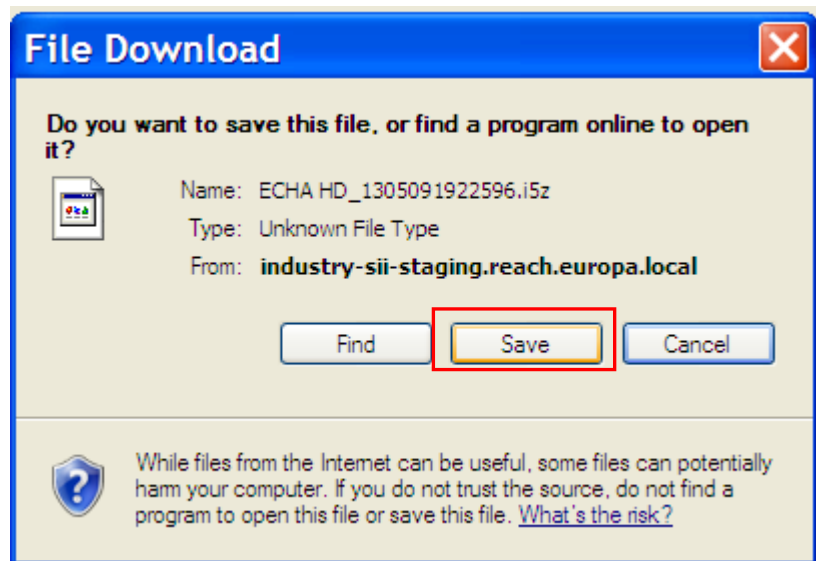 File Download
Do you want to save this file, or find a program online to open
it?
Name: ECHA HD_1305091922596.i5z
Type: Unknown File Type
From: industry-sii-staging.reach.europa.local
Find Save Cancel
While files from the Internet can be useful, some files can potentially
harm your computer. If you do not trust the source, do not find a
program to open this file or save this file. What's the risk?